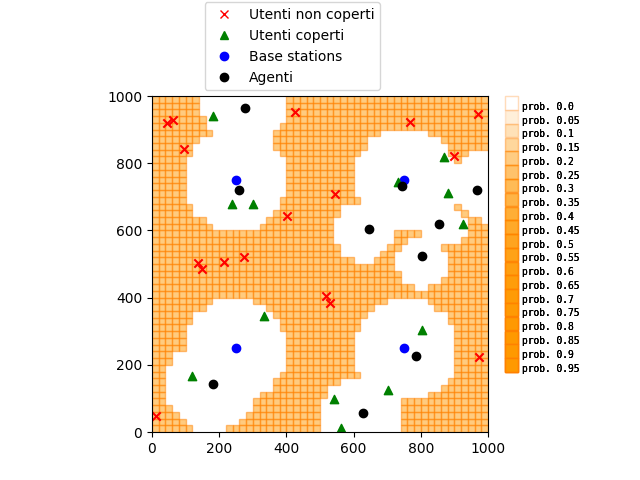 Utenti non coperti
Utenti coperti
Base stations
Agenti
1000
800
600
400
200
0
0
200
400
600
800
1000
prob. 0.0
prob. 0.05
prob. 0.1
prob. 0.15
prob. 0.2
prob. 0.25
prob. 0.3
prob. 0.35
prob. 0.4
prob. 0.45
prob. 0.5
prob. 0.55
prob. 0.6
prob. 0.65
prob. 0.7
prob. 0.75
prob. 0.8
prob. 0.85
prob. 0.9
prob. 0.95